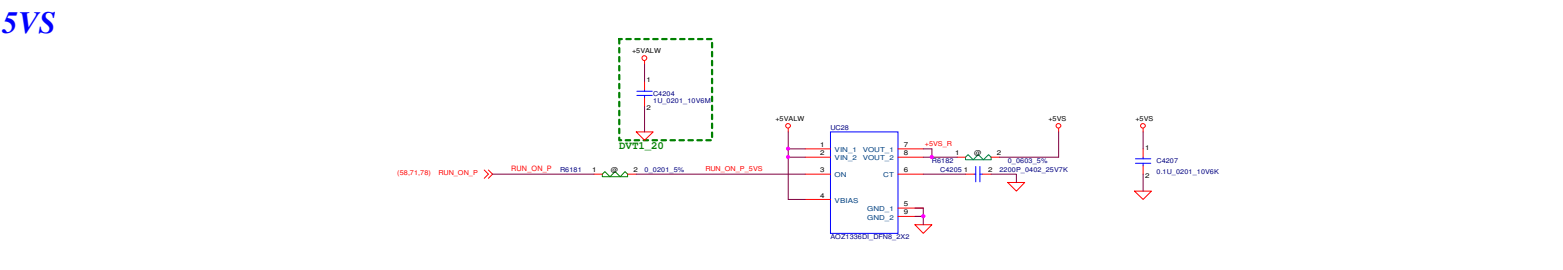 5VS
+5VALW
1
C4204
1U_0201_10V6M
2
DVT1_20
+5VALW
UC28
+5VS
+5VS
1 VIN_1 VOUT_1 7 +5VS_R
2 VIN_2 VOUT_2 8
R6182 1 @ 2 0_0603_5%
(58,71,78) RUN_ON_P RUN_ON_P R6181 1 @ 2 0_0201_5% RUN_ON_P_5VS 3 ON
CT 6 C4205 1 2 2200P_0402_25V7K
4 VBIAS
GND_1 5
GND_2 9
AOZ1336DI_DFN8_2X2
1
C4207
0.1U_0201_10V6K
2